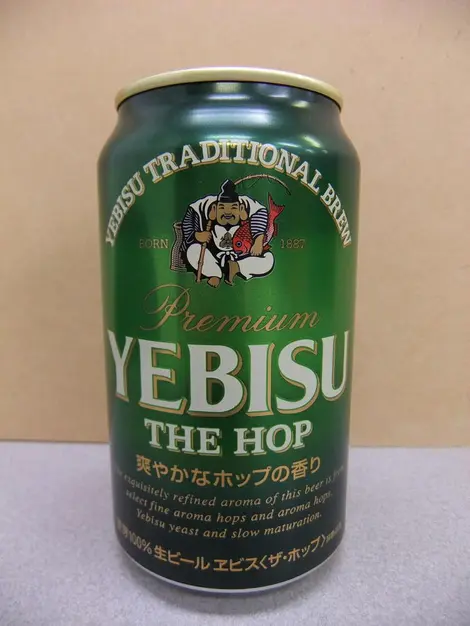 YEBISU TRADITIONAL BREW
BORN 1887
Premium
YEBISU
THE HOP
爽やかなホップの香り
exquisitely refined aroma of this beer is
select fine aroma hops and aroma hops.
Yebisu yeast and slow maturation.
100% 生ビール ヱビス〈ザ・ホップ〉